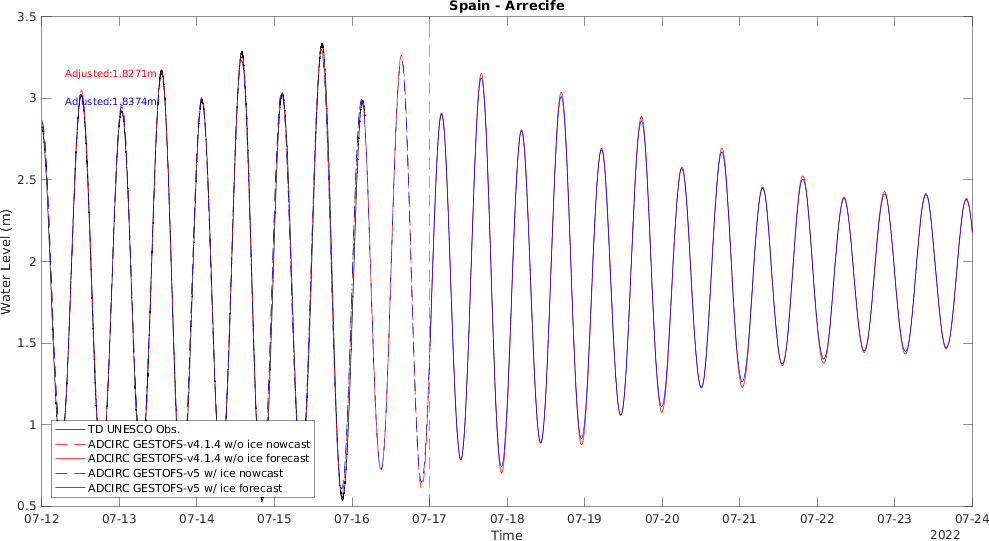 Spain - Arrecife
3.5
3
2.5
2
1.5
1
0.5
Water Level (m)
Adjusted:1.8271m
Adjusted:1.8374m
TD UNESCO Obs.
ADCIRC GESTOFS-v4.1.4 w/o ice nowcast
ADCIRC GESTOFS-v4.1.4 w/o ice forecast
ADCIRC GESTOFS-v5 w/ ice nowcast
ADCIRC GESTOFS-v5 w/ ice forecast
07-12 07-13 07-14 07-15 07-16 07-17 07-18 07-19 07-20 07-21 07-22 07-23 07-24
Time
2022